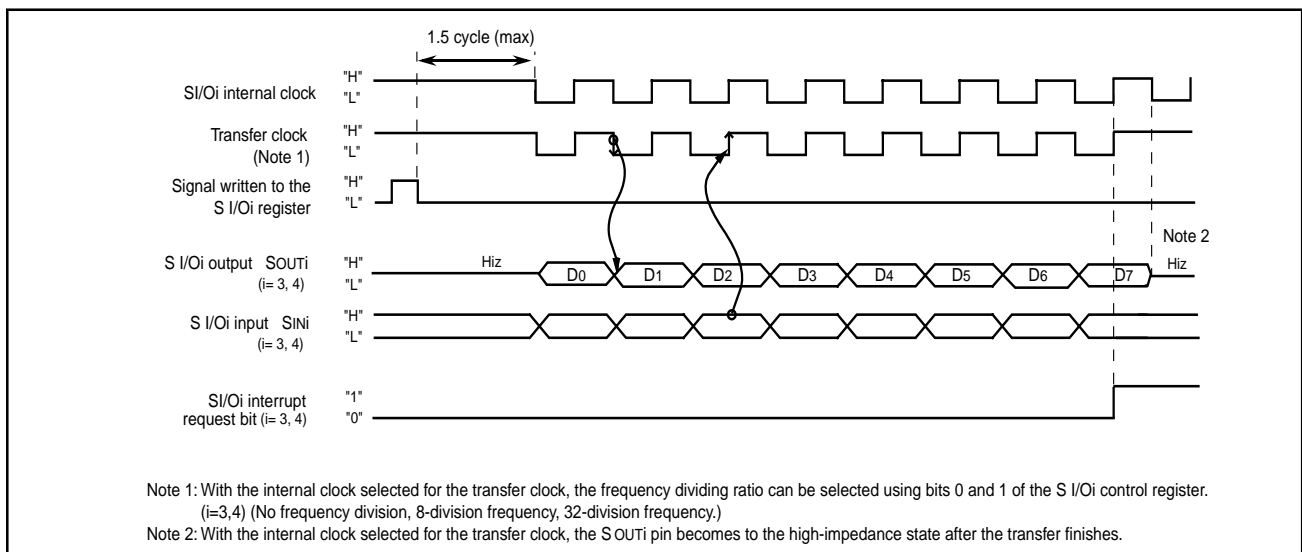 1.5 cycle (max)
SI/Oi internal clock "H" "L"
Transfer clock (Note 1) "H" "L"
Signal written to the S I/Oi register "H" "L"
Note 2
S I/Oi output SOUTi (i= 3, 4) "H" "L" Hiz D0 D1 D2 D3 D4 D5 D6 D7 Hiz
S I/Oi input SINi (i= 3, 4) "H" "L"
SI/Oi interrupt request bit (i= 3, 4) "1" "0"
Note 1: With the internal clock selected for the transfer clock, the frequency dividing ratio can be selected using bits 0 and 1 of the S I/Oi control register.
(i=3,4) (No frequency division, 8-division frequency, 32-division frequency.)
Note 2: With the internal clock selected for the transfer clock, the S OUTi pin becomes to the high-impedance state after the transfer finishes.